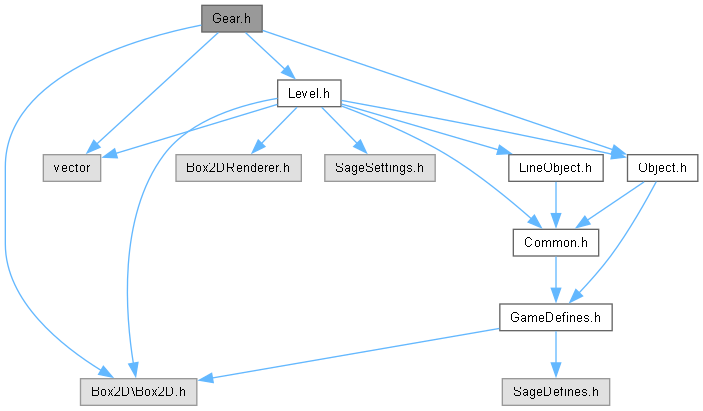 Gear.h
Level.h
vector
Box2DRenderer.h
SageSettings.h
LineObject.h
Object.h
Common.h
GameDefines.h
Box2D\Box2D.h
SageDefines.h